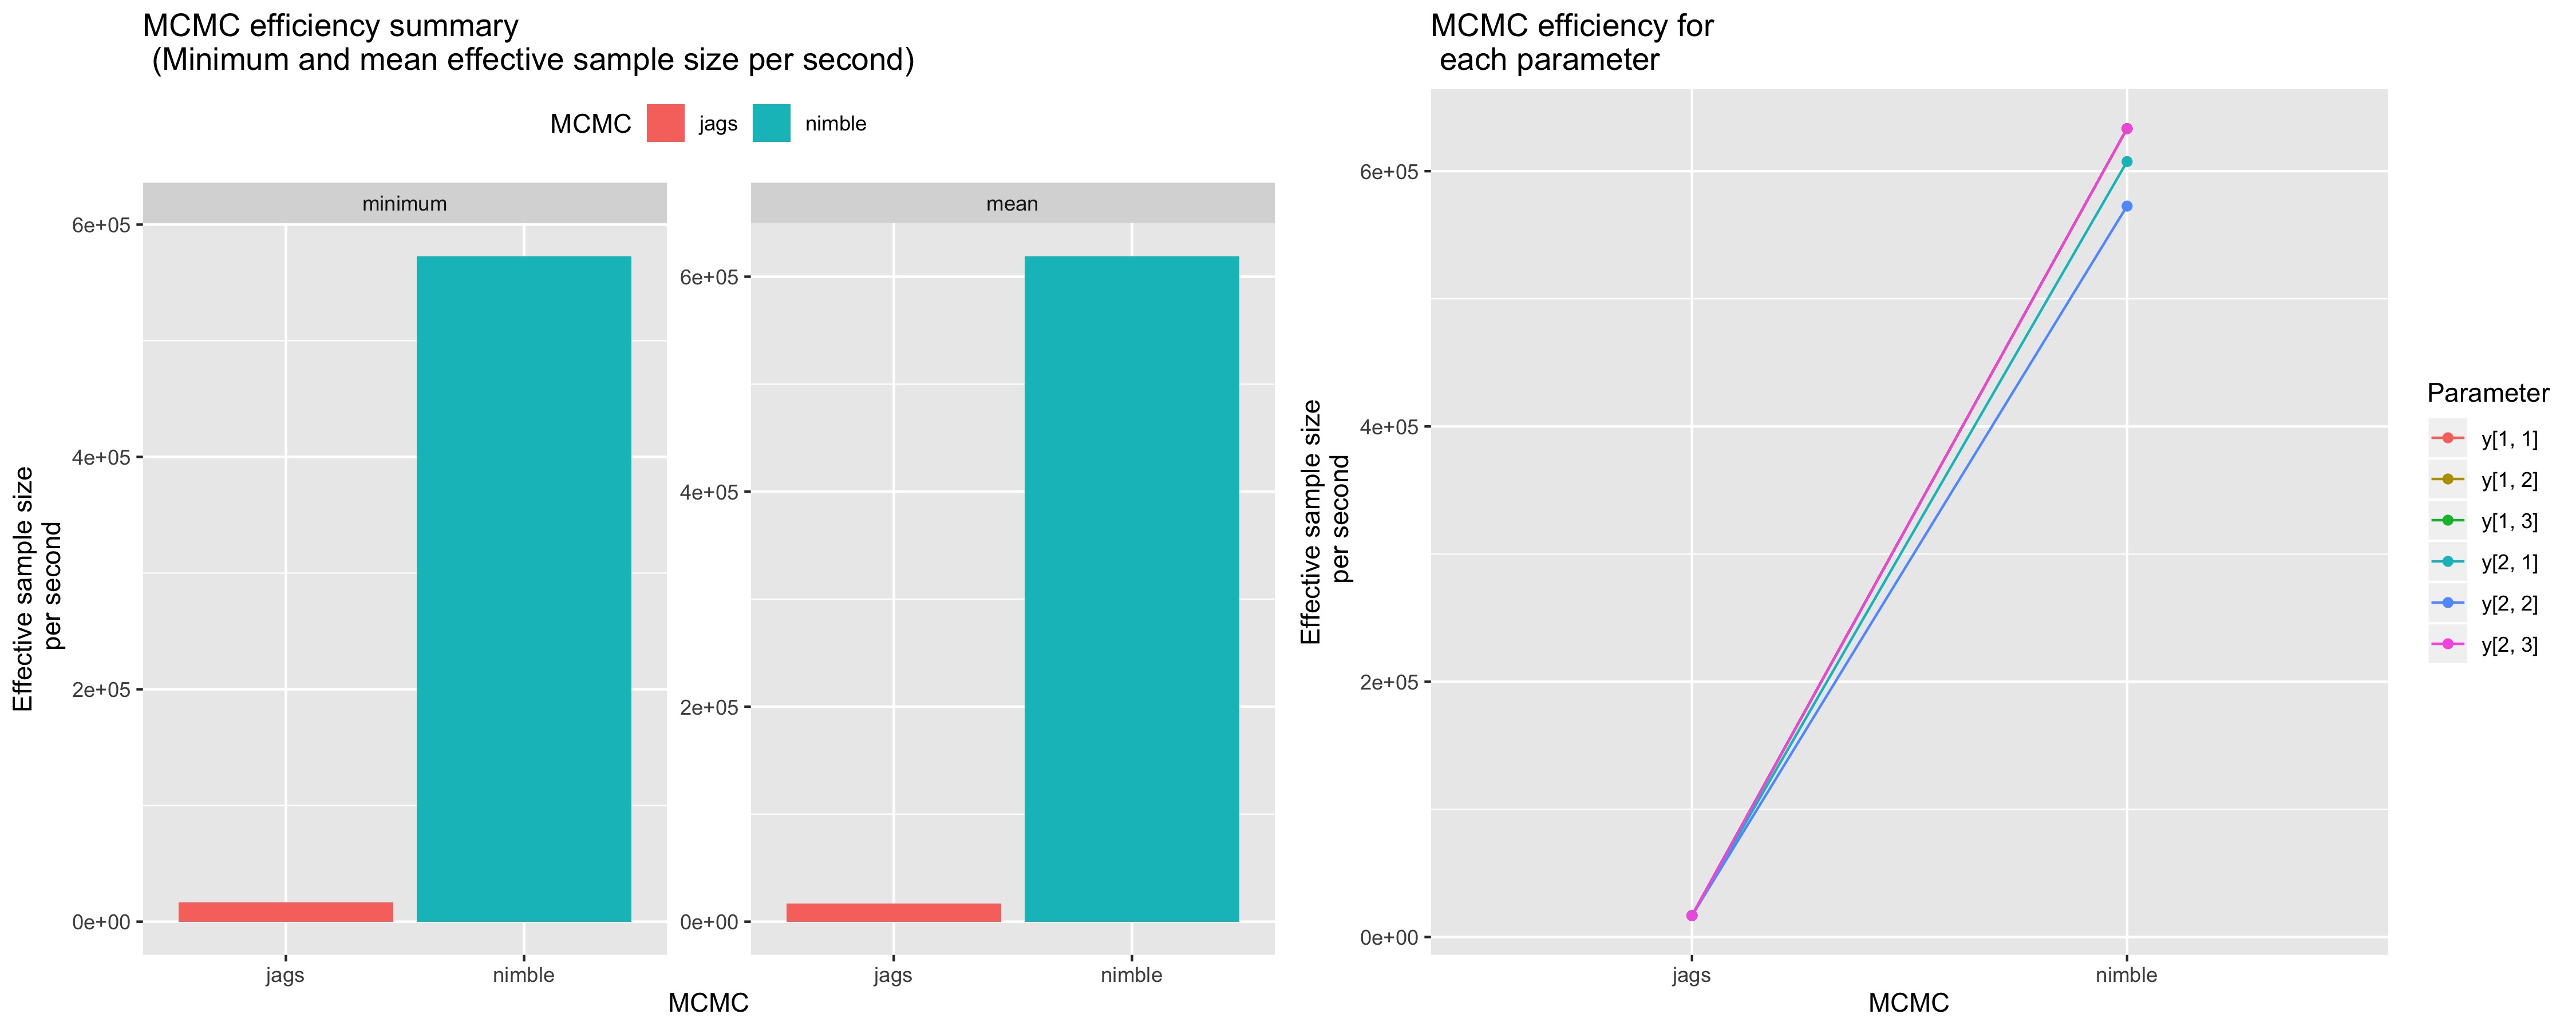 MCMC efficiency summary
(Minimum and mean effective sample size per second)
MCMC jags nimble
minimum
mean
6e+05
4e+05
2e+05
0e+00
6e+05
4e+05
2e+05
0e+00
Effective sample size
per second
jags
nimble
jags
nimble
MCMC
MCMC efficiency for
each parameter
6e+05
4e+05
2e+05
0e+00
Effective sample size
per second
jags
nimble
MCMC
Parameter
y[1, 1]
y[1, 2]
y[1, 3]
y[2, 1]
y[2, 2]
y[2, 3]